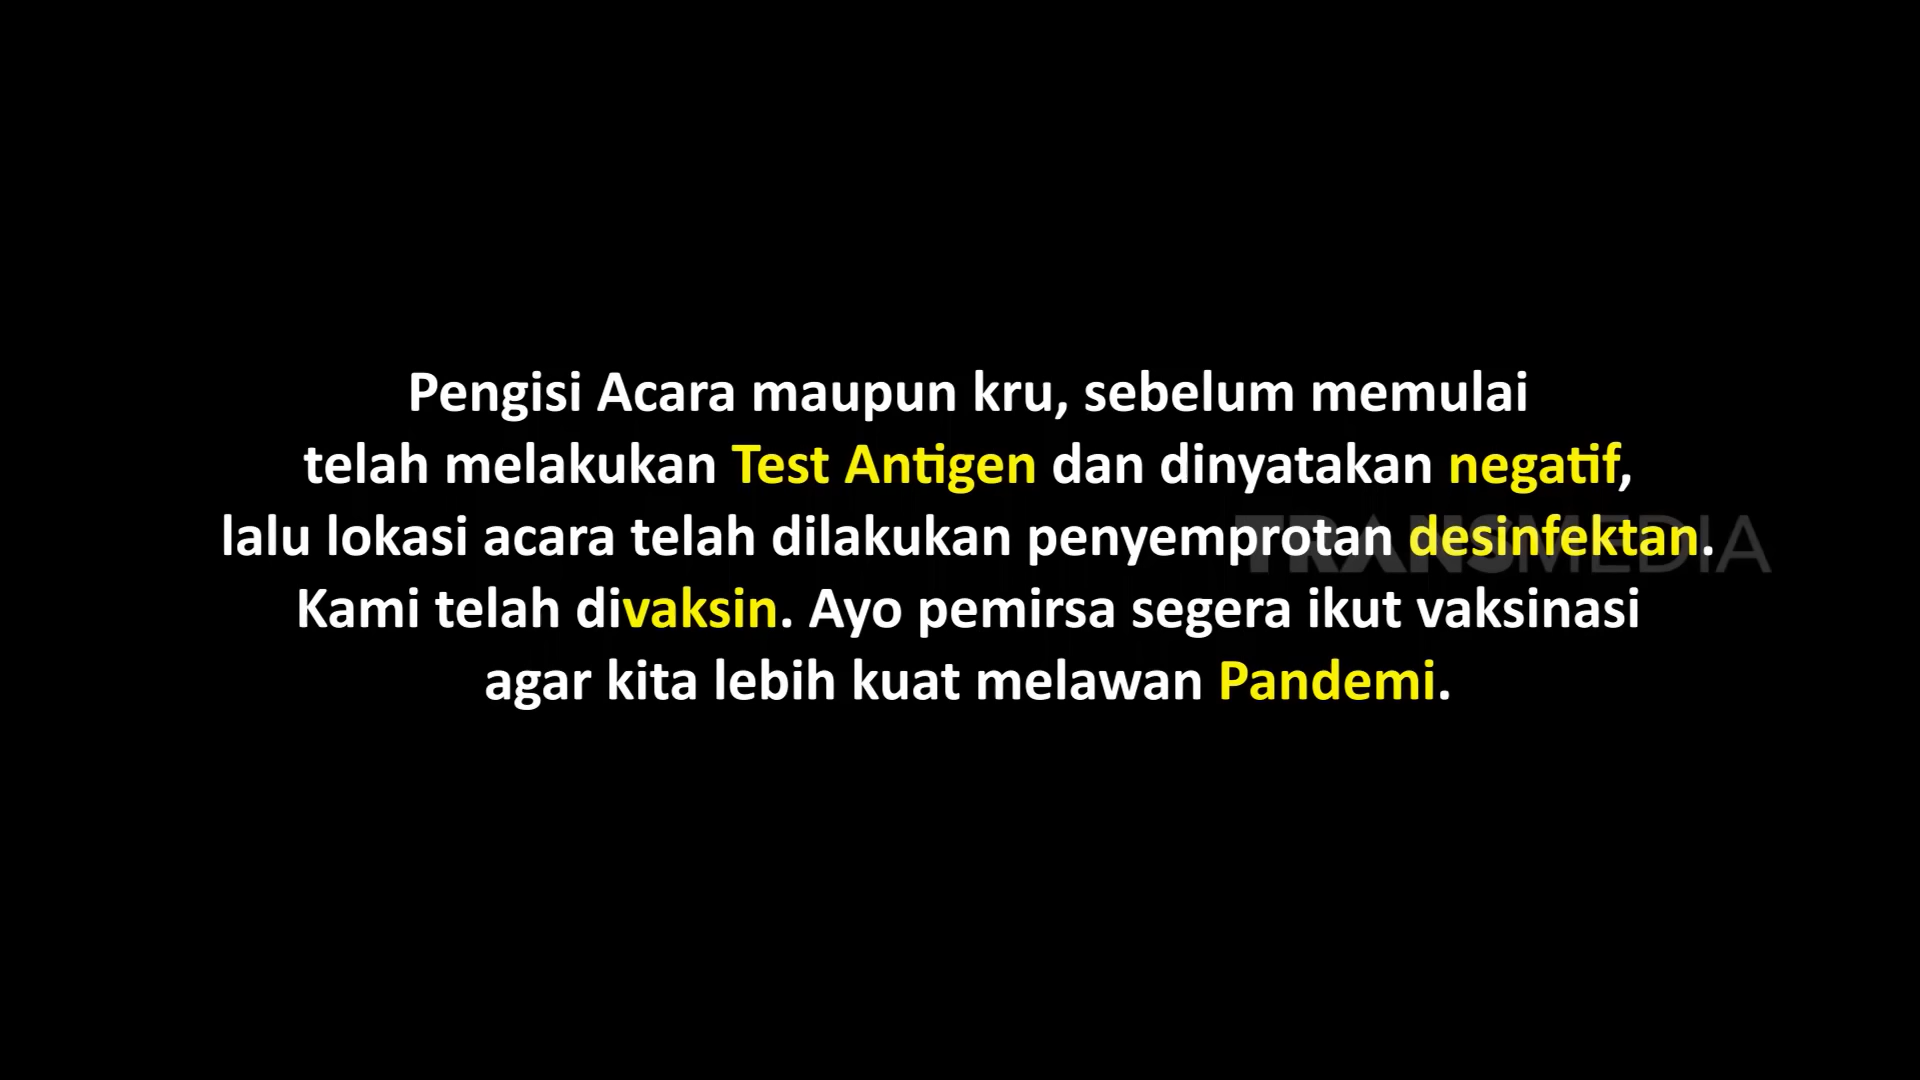 Pengisi Acara maupun kru, sebelum memulai
telah melakukan Test Antigen dan dinyatakan negatif,
lalu lokasi acara telah dilakukan penyemprotan desinfektan.
TRANSMEDIA
Kami telah divaksin. Ayo pemirsa segera ikut vaksinasi
agar kita lebih kuat melawan Pandemi.